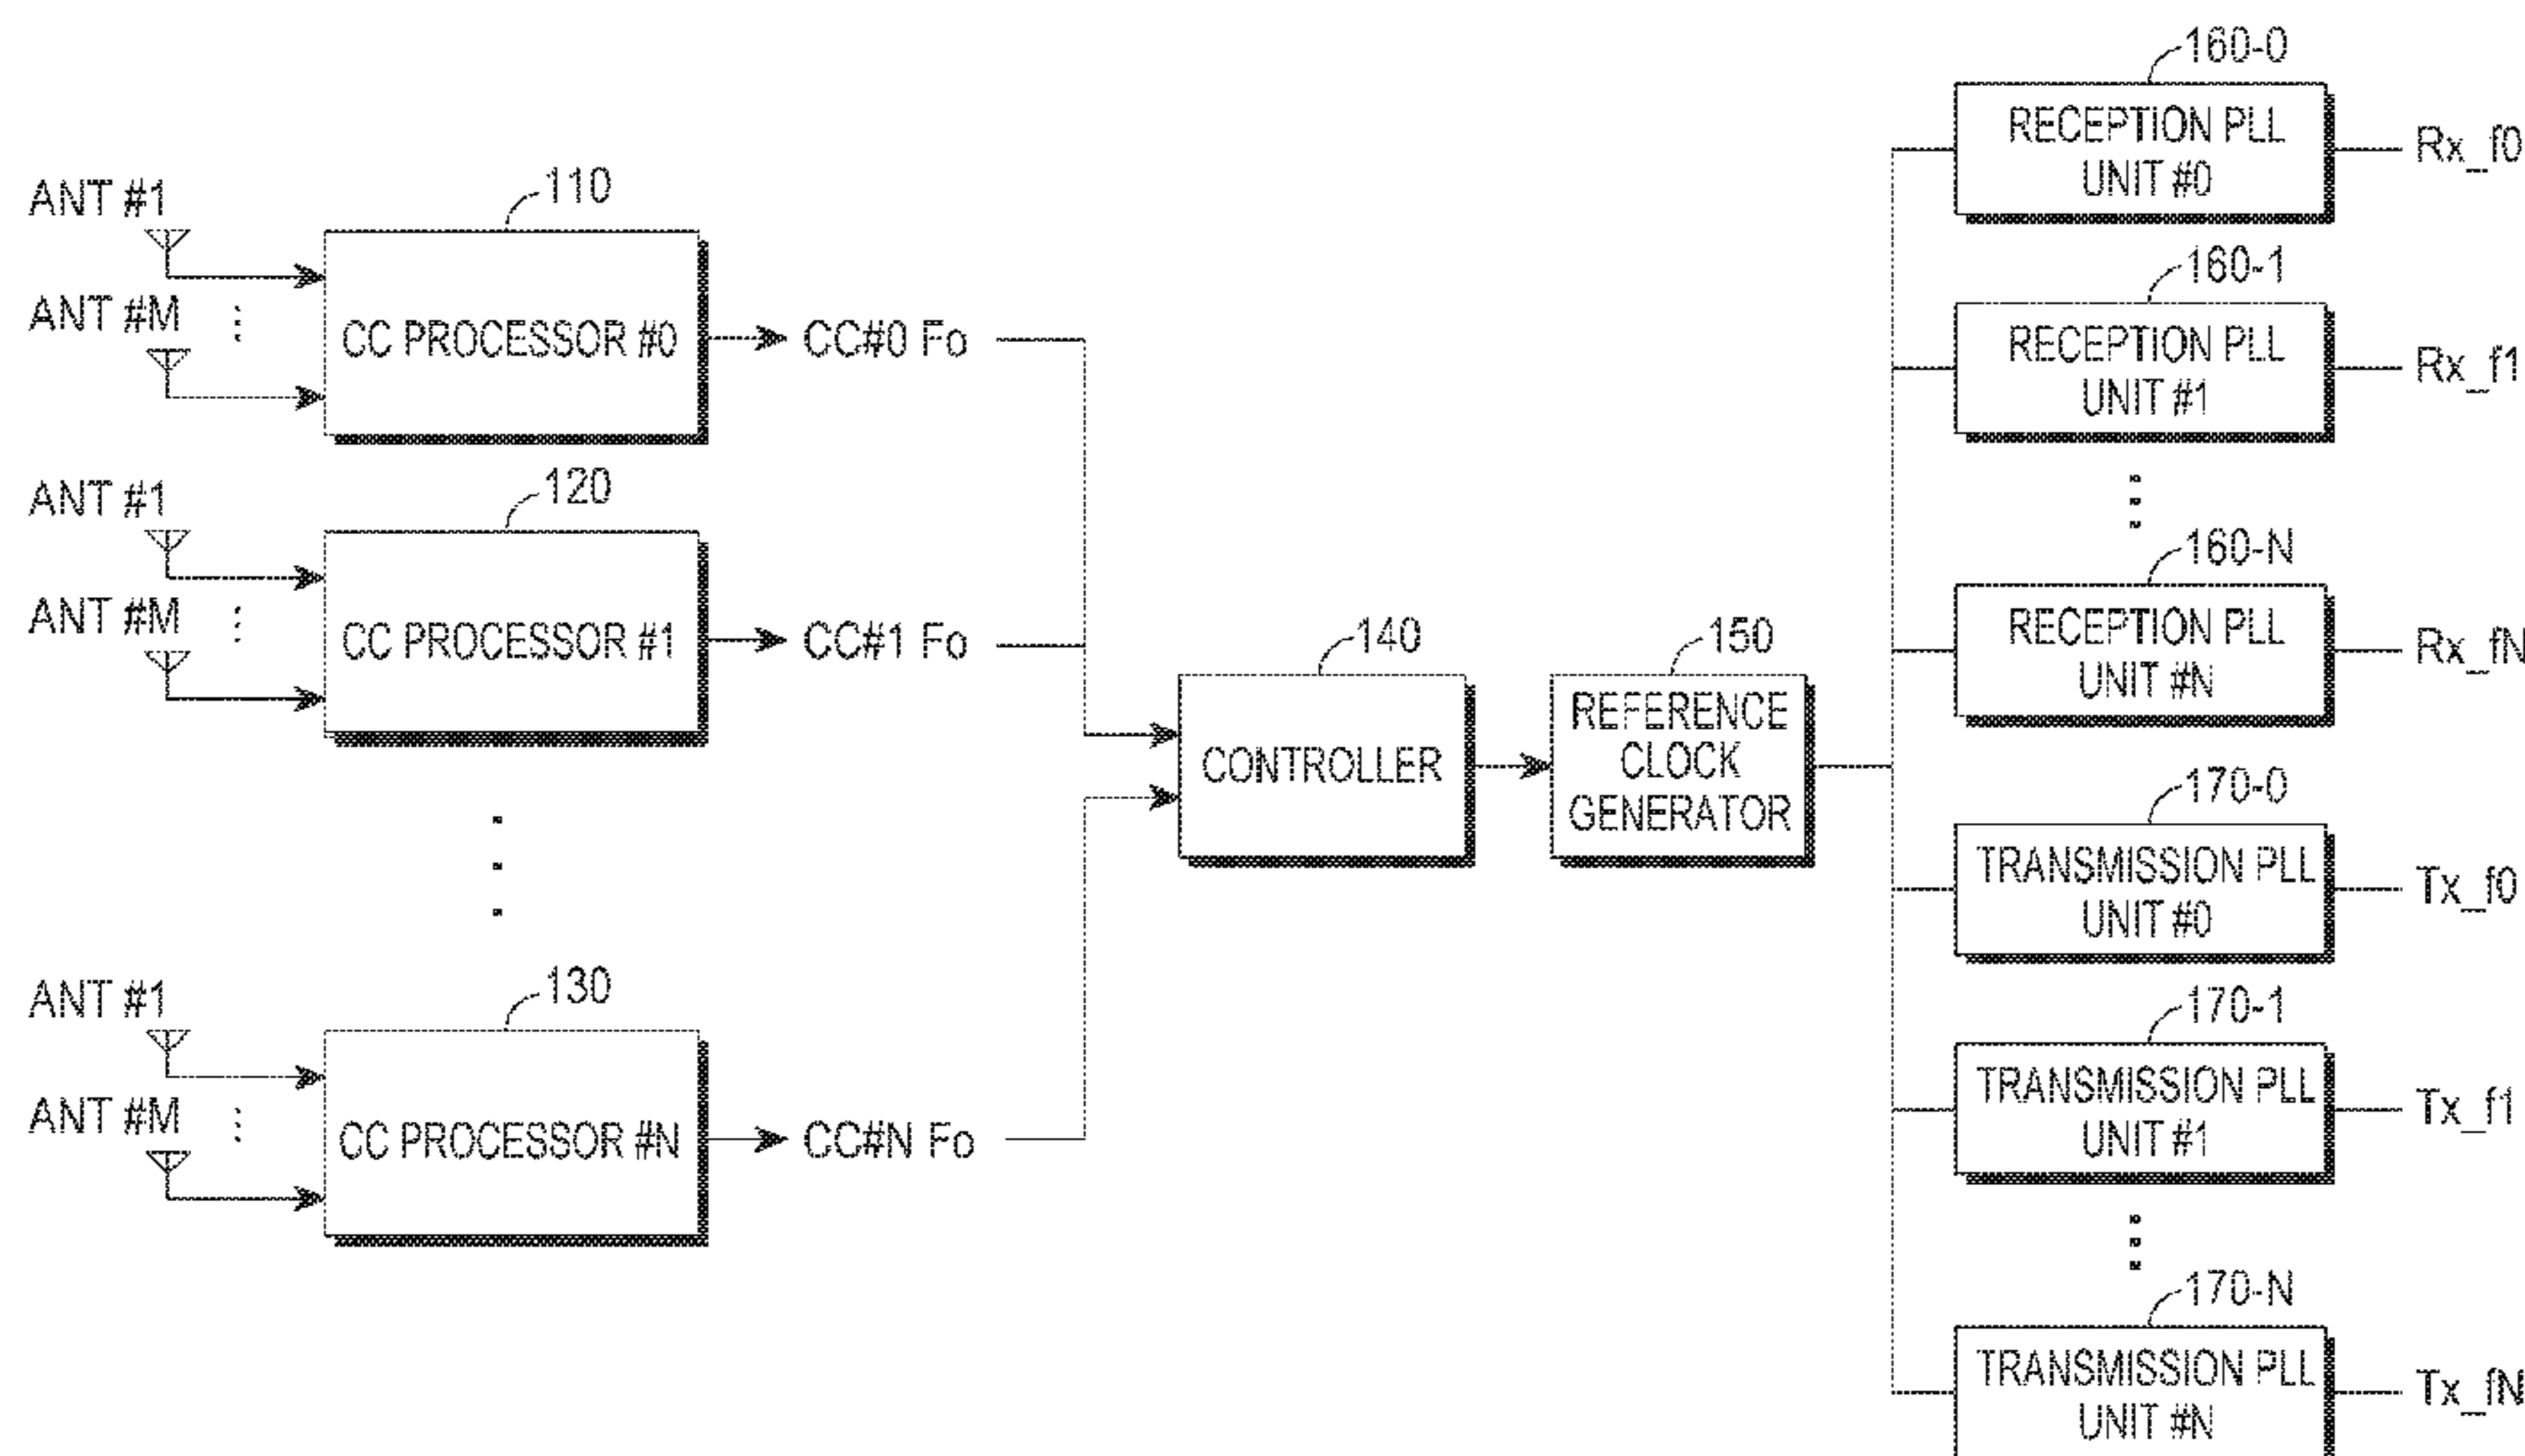 ANT #1
ANT #M
110
CC PROCESSOR #0
CC#0 Fo
ANT #1
ANT #M
120
CC PROCESSOR #1
CC#1 Fo
ANT #1
ANT #M
130
CC PROCESSOR #N
CC#N Fo
140
CONTROLLER
150
REFERENCE
CLOCK
GENERATOR
160-0
RECEPTION PLL
UNIT #0
Rx_f0
160-1
RECEPTION PLL
UNIT #1
Rx_f1
160-N
RECEPTION PLL
UNIT #N
Rx_fN
170-0
TRANSMISSION PLL
UNIT #0
Tx_f0
170-1
TRANSMISSION PLL
UNIT #1
Tx_f1
170-N
TRANSMISSION PLL
UNIT #N
Tx_fN